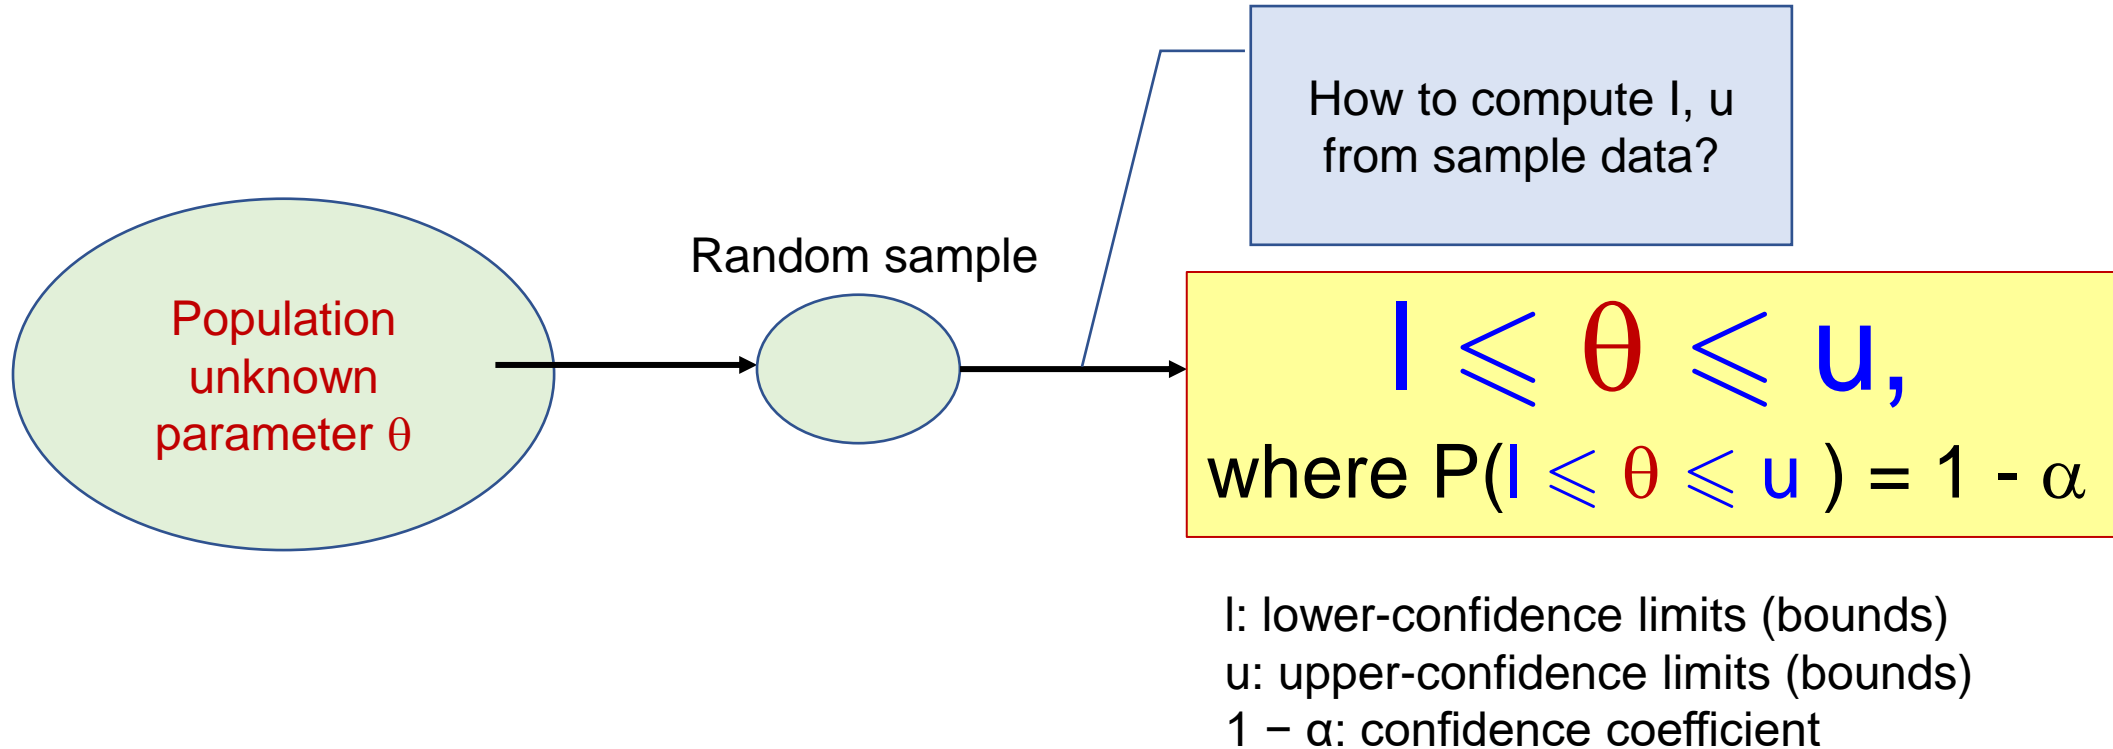 Population
unknown
parameter θ
Random sample
How to compute l, u
from sample data?
l ⩽ θ ⩽ u,
where P(l ⩽ θ ⩽ u ) = 1 - α
l: lower-confidence limits (bounds)
u: upper-confidence limits (bounds)
1 − α: confidence coefficient